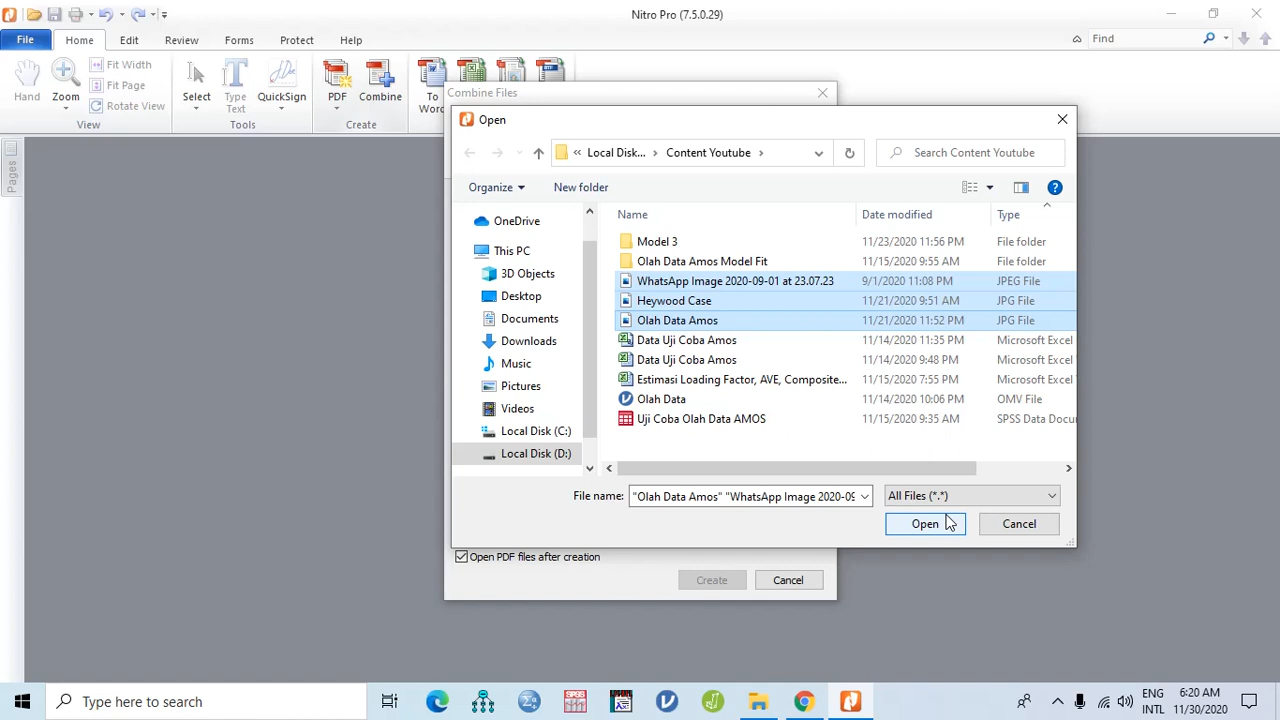 Nitro Pro (7.5.0.29)
File Home Edit Review Forms Protect Help Find
Hand Zoom Fit Width Fit Page Rotate View Select Type Text QuickSign PDF Combine To Word
View Tools Create
Pages
Combine Files
Open
« Local Disk... › Content Youtube › Search Content Youtube
Organize New folder
Name Date modified Type
OneDrive
This PC
3D Objects
Desktop
Documents
Downloads
Music
Pictures
Videos
Local Disk (C:)
Local Disk (D:)
Model 3 11/23/2020 11:56 PM File folder
Olah Data Amos Model Fit 11/15/2020 9:55 AM File folder
WhatsApp Image 2020-09-01 at 23.07.23 9/1/2020 11:08 PM JPEG File
Heywood Case 11/21/2020 9:51 AM JPG File
Olah Data Amos 11/21/2020 11:52 PM JPG File
Data Uji Coba Amos 11/14/2020 11:35 PM Microsoft Excel
Data Uji Coba Amos 11/14/2020 9:48 PM Microsoft Excel
Estimasi Loading Factor, AVE, Composite... 11/15/2020 7:55 PM Microsoft Excel
Olah Data 11/14/2020 10:06 PM OMV File
Uji Coba Olah Data AMOS 11/15/2020 9:35 AM SPSS Data Docu
File name: "Olah Data Amos" "WhatsApp Image 2020-09 All Files (*.*)
Open Cancel
Open PDF files after creation
Create Cancel
Type here to search
ENG
INTL
6:20 AM
11/30/2020